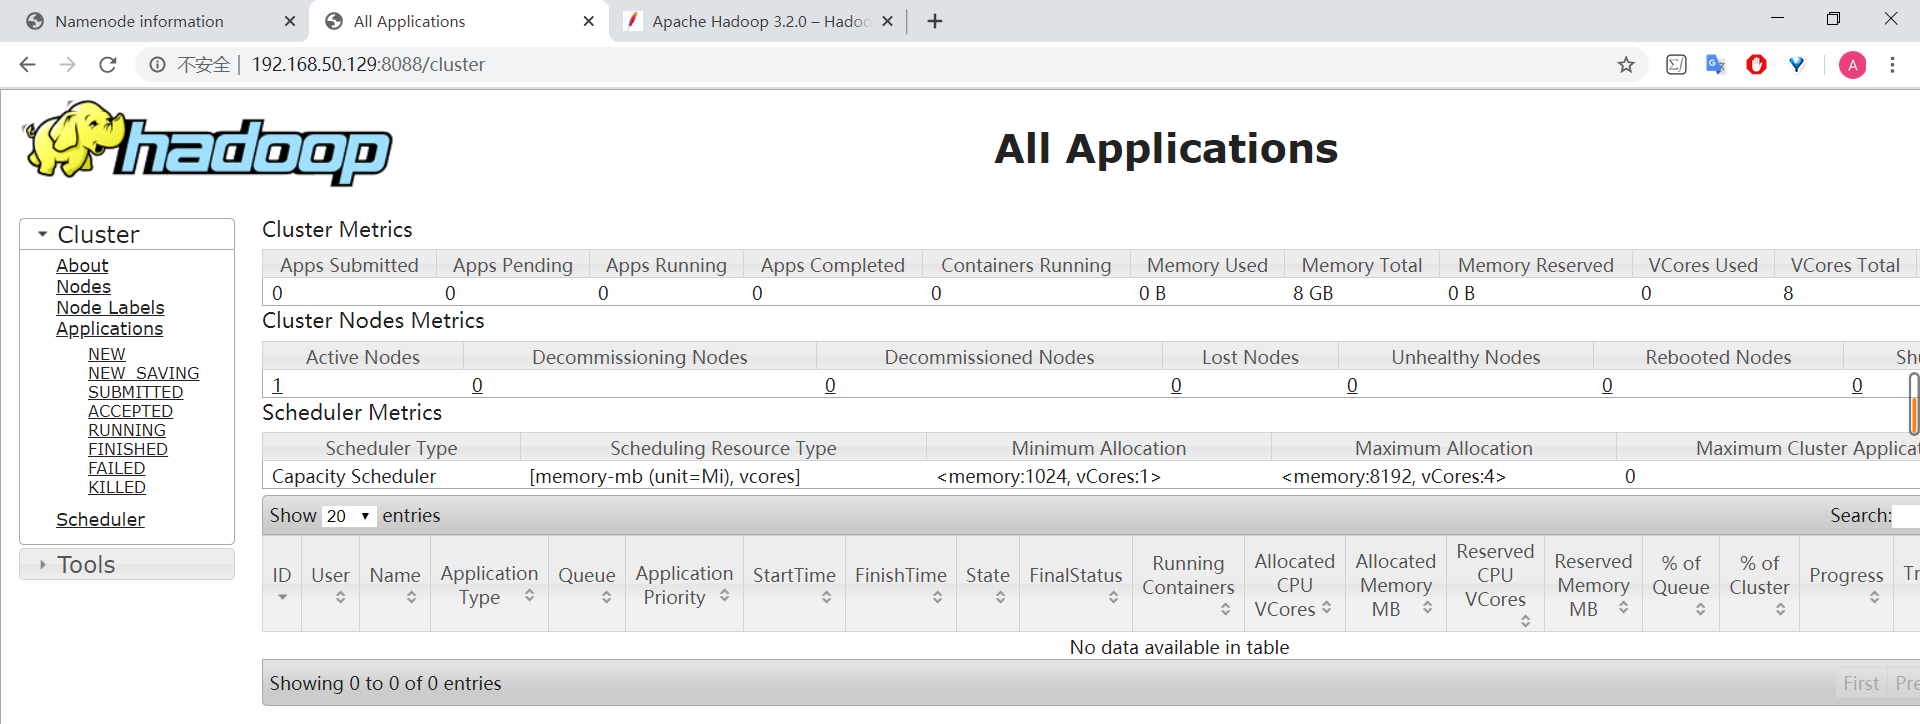 Namenode information
All Applications
Apache Hadoop 3.2.0 – Hadoo
不安全 | 192.168.50.129:8088/cluster
A
hadoop
All Applications
Cluster
About
Nodes
Node Labels
Applications
NEW
NEW_SAVING
SUBMITTED
ACCEPTED
RUNNING
FINISHED
FAILED
KILLED
Scheduler
Tools
Cluster Metrics
Apps Submitted Apps Pending Apps Running Apps Completed Containers Running Memory Used Memory Total Memory Reserved VCores Used VCores Total
0 0 0 0 0 0 B 8 GB 0 B 0 8
Cluster Nodes Metrics
Active Nodes Decommissioning Nodes Decommissioned Nodes Lost Nodes Unhealthy Nodes Rebooted Nodes Shu
1 0 0 0 0 0 0
Scheduler Metrics
Scheduler Type Scheduling Resource Type Minimum Allocation Maximum Allocation Maximum Cluster Applicat
Capacity Scheduler [memory-mb (unit=Mi), vcores] <memory:1024, vCores:1> <memory:8192, vCores:4> 0
Show 20 entries Search:
ID User Name Application Type Queue Application Priority StartTime FinishTime State FinalStatus Running Containers Allocated CPU VCores Allocated Memory MB Reserved CPU VCores Reserved Memory MB % of Queue % of Cluster Progress Tr
No data available in table
Showing 0 to 0 of 0 entries First Pre